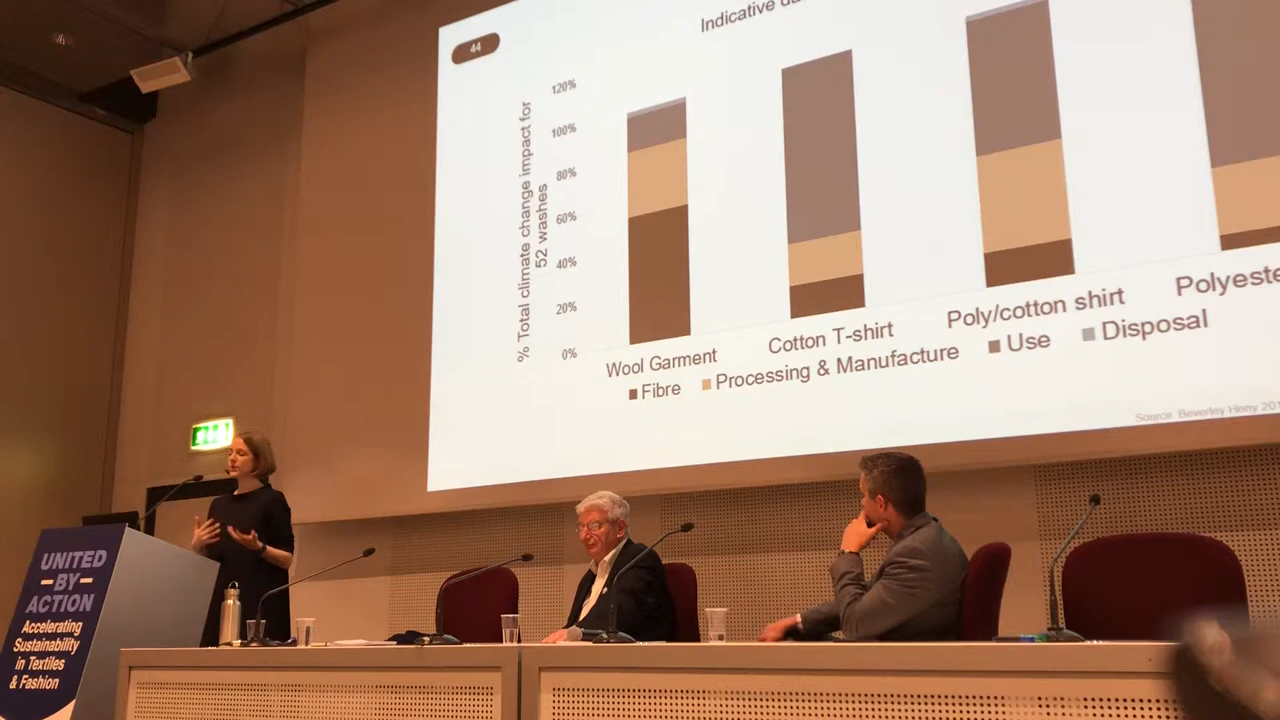 44
Indicative
% Total climate change impact for
52 washes
120%
100%
80%
60%
40%
20%
0%
Wool Garment
Cotton T-shirt
Poly/cotton shirt
Fibre
Processing & Manufacture
Use
Disposal
Source Beverley Henry 201
UNITED
BY
ACTION
Accelerating
Sustainability
in Textiles
& Fashion